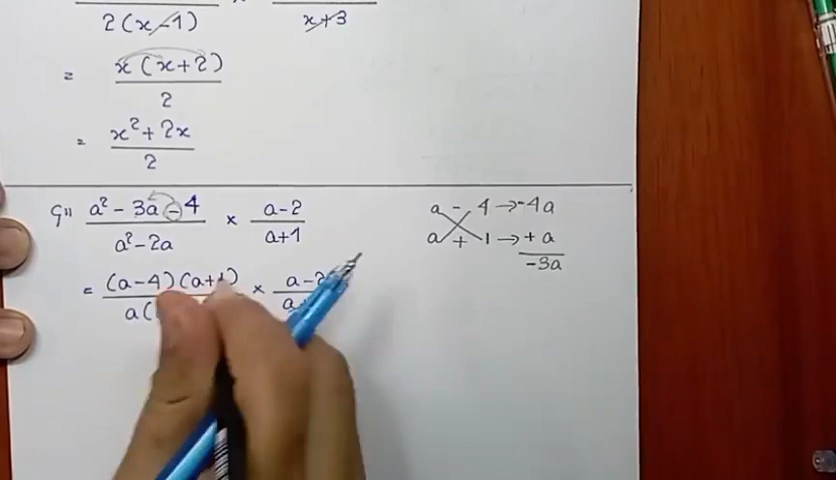 2(x-1) x+3
= x(x+2)/2
= x²+2x/2
a²-3a-4/a²-2a × a-2/a+1
= (a-4)(a+1)/a( × a-2/a
a - 4 → -4a
a + 1 → +a
-3a